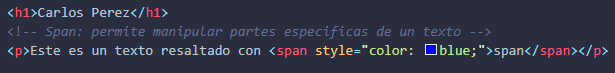 <h1>Carlos Perez</h1>
<!-- Span: permite manipular partes especificas de un texto -->
<p>Este es un texto resaltado con <span style="color: blue;">span</span></p>